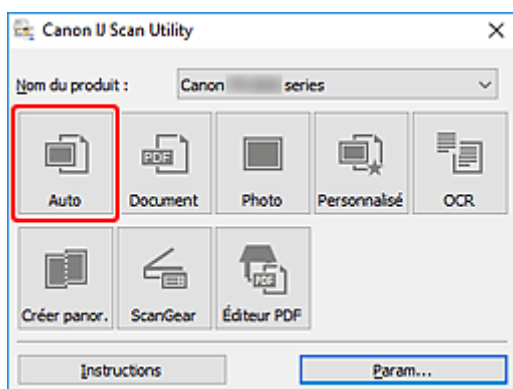 Canon IJ Scan Utility
Nom du produit : Canon series
Auto Document Photo Personnalisé OCR
PDF
Créer panor. ScanGear Éditeur PDF
PDF
Instructions Param...